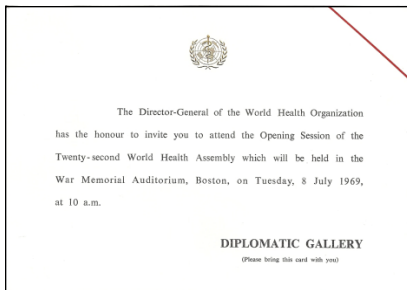 The Director-General of the World Health Organization
has the honour to invite you to attend the Opening Session of the
Twenty-second World Health Assembly which will be held in the
War Memorial Auditorium, Boston, on Tuesday, 8 July 1969,
at 10 a.m.
DIPLOMATIC GALLERY
(Please bring this card with you)